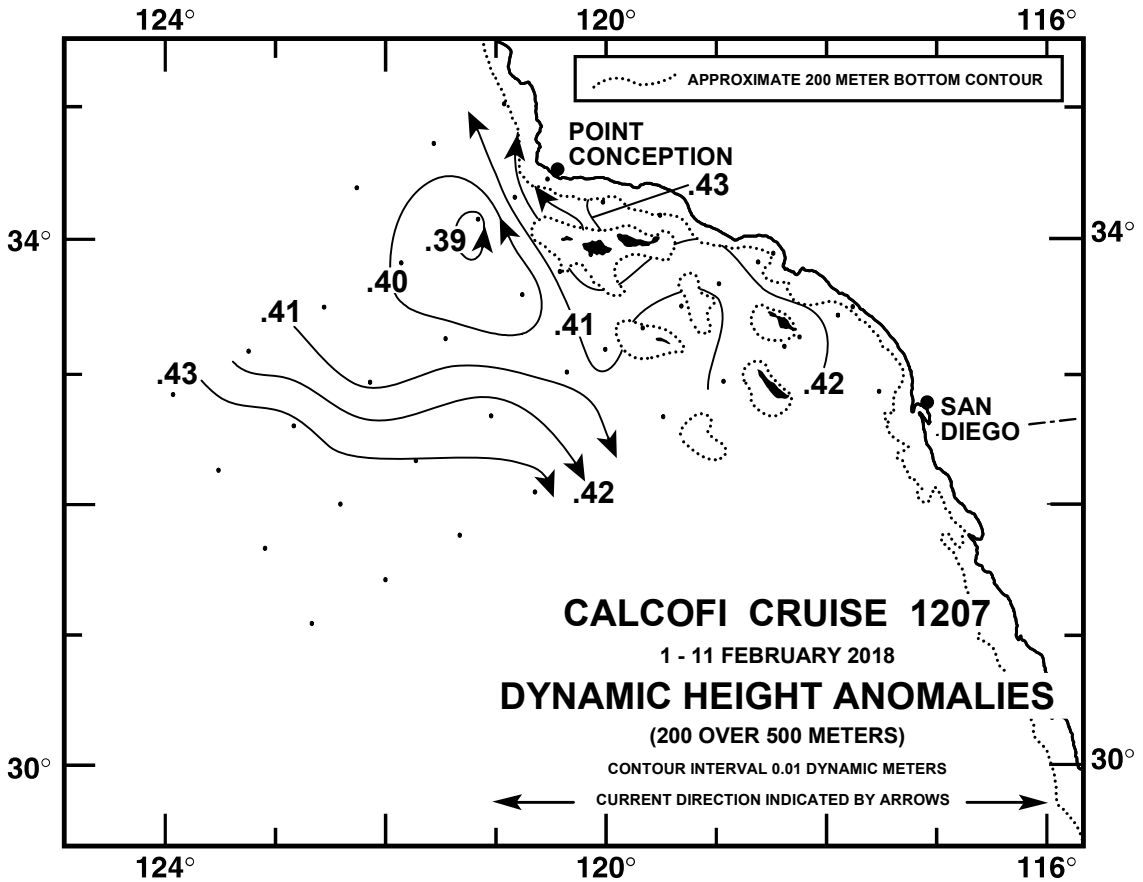 124° 120° 116°
APPROXIMATE 200 METER BOTTOM CONTOUR
POINT
CONCEPTION
.43
34° 34°
.39
.40
.41
.41
.43
.42
SAN
DIEGO
.42
CALCOFI CRUISE 1207
1 - 11 FEBRUARY 2018
DYNAMIC HEIGHT ANOMALIES
(200 OVER 500 METERS)
30° 30°
CONTOUR INTERVAL 0.01 DYNAMIC METERS
CURRENT DIRECTION INDICATED BY ARROWS
124° 120° 116°